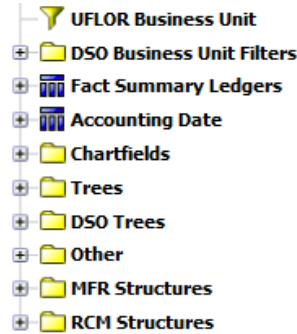 UFLOR Business Unit
DSO Business Unit Filters
Fact Summary Ledgers
Accounting Date
Chartfields
Trees
DSO Trees
Other
MFR Structures
RCM Structures